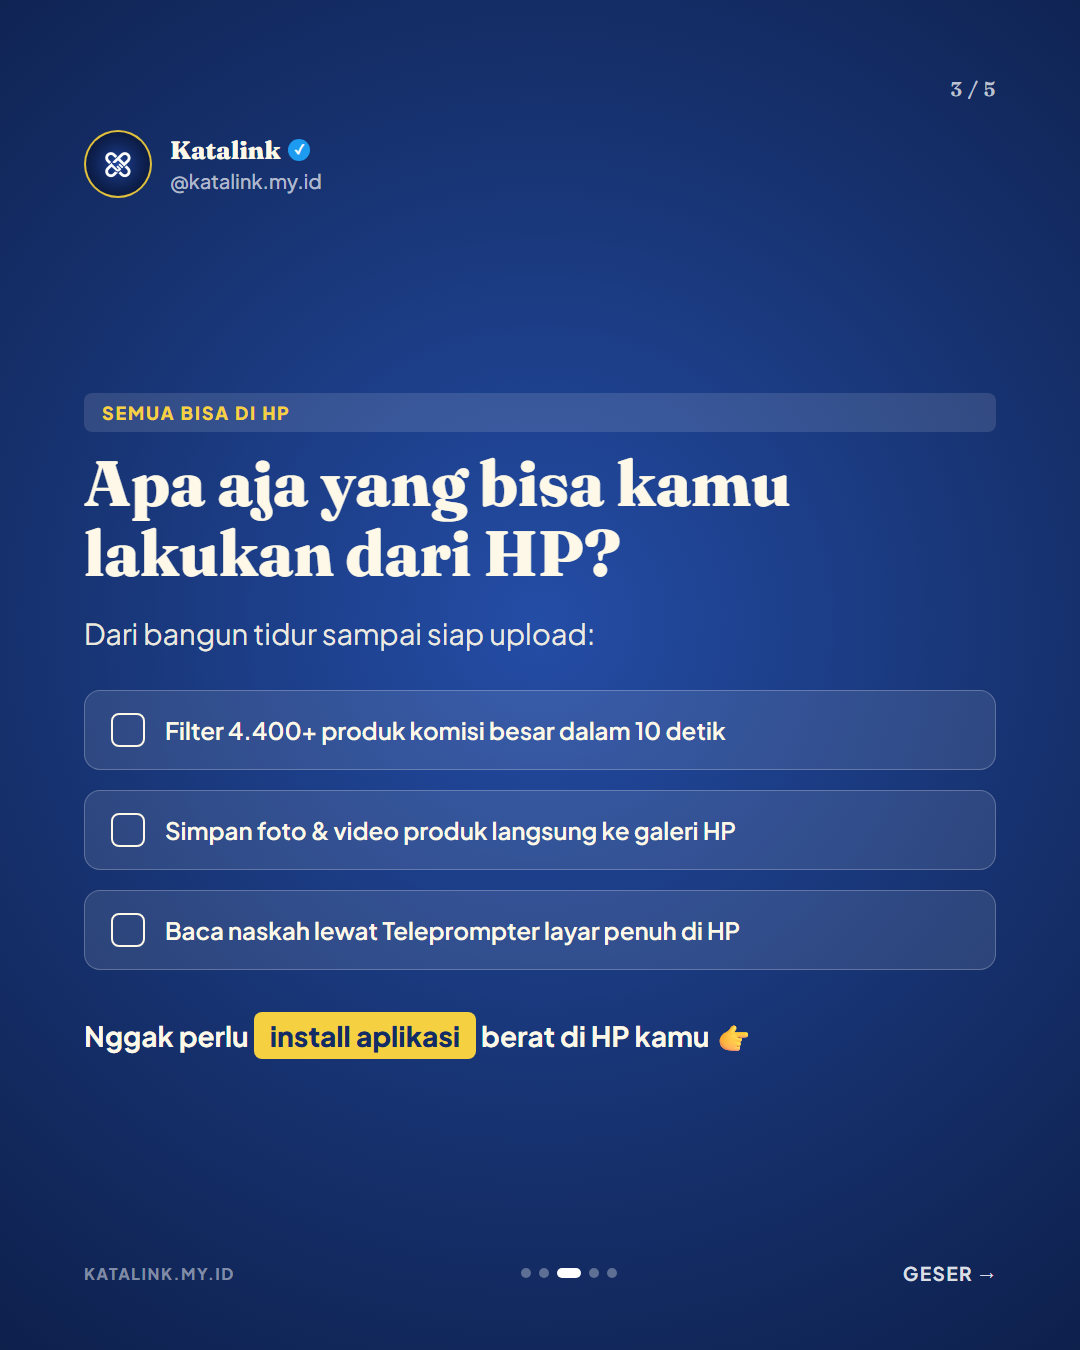 3 / 5
Katalink
@katalink.my.id
SEMUA BISA DI HP
Apa aja yang bisa kamu
lakukan dari HP?
Dari bangun tidur sampai siap upload:
Filter 4.400+ produk komisi besar dalam 10 detik
Simpan foto & video produk langsung ke galeri HP
Baca naskah lewat Teleprompter layar penuh di HP
Nggak perlu install aplikasi berat di HP kamu 👉
KATALINK.MY.ID
GESER →